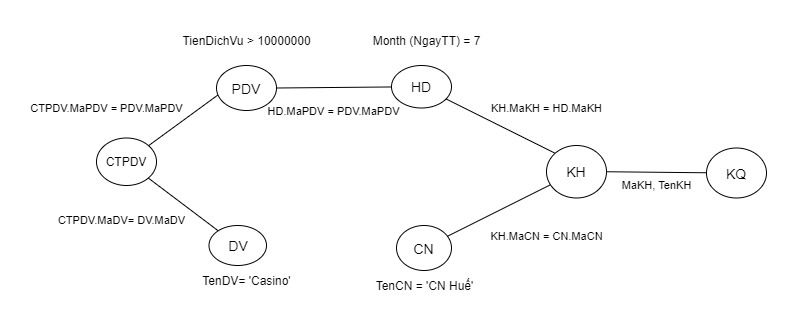 TienDichVu > 10000000
Month (NgayTT) = 7
PDV
HD
CTPDV.MaPDV = PDV.MaPDV
HD.MaPDV = PDV.MaPDV
KH.MaKH = HD.MaKH
CTPDV
KH
KQ
MaKH, TenKH
CTPDV.MaDV= DV.MaDV
KH.MaCN = CN.MaCN
DV
CN
TenDV= 'Casino'
TenCN = 'CN Huế'